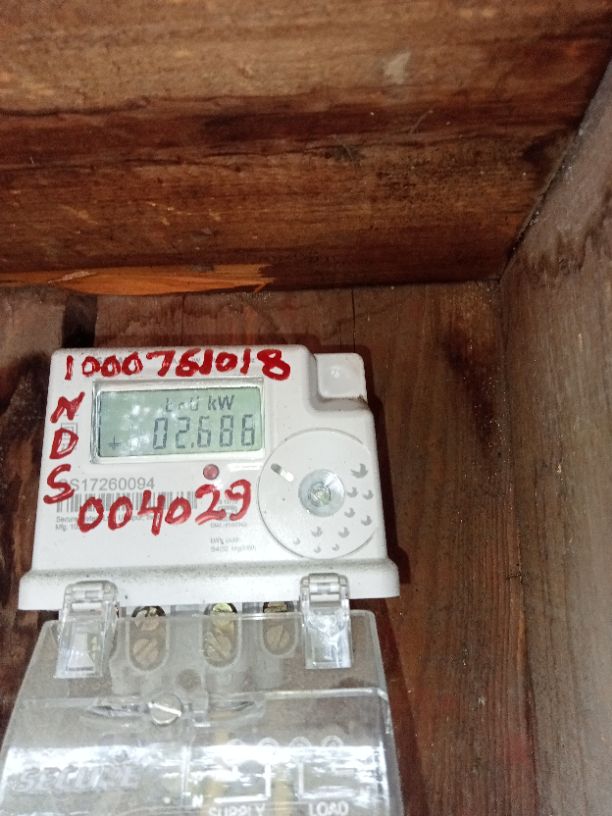 1000761018
kW
+ 02.686
N
D
S
S17260094
004029
SECURE
N SUPPLY LOAD